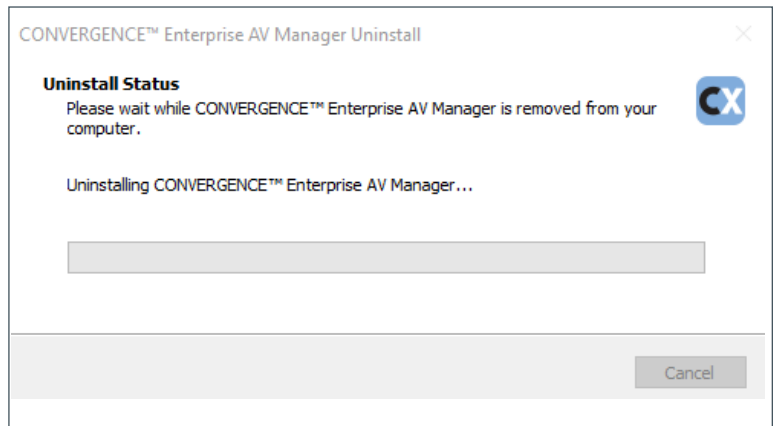 CONVERGENCE™ Enterprise AV Manager Uninstall
Uninstall Status
Please wait while CONVERGENCE™ Enterprise AV Manager is removed from your
computer.
CX
Uninstalling CONVERGENCE™ Enterprise AV Manager...
Cancel